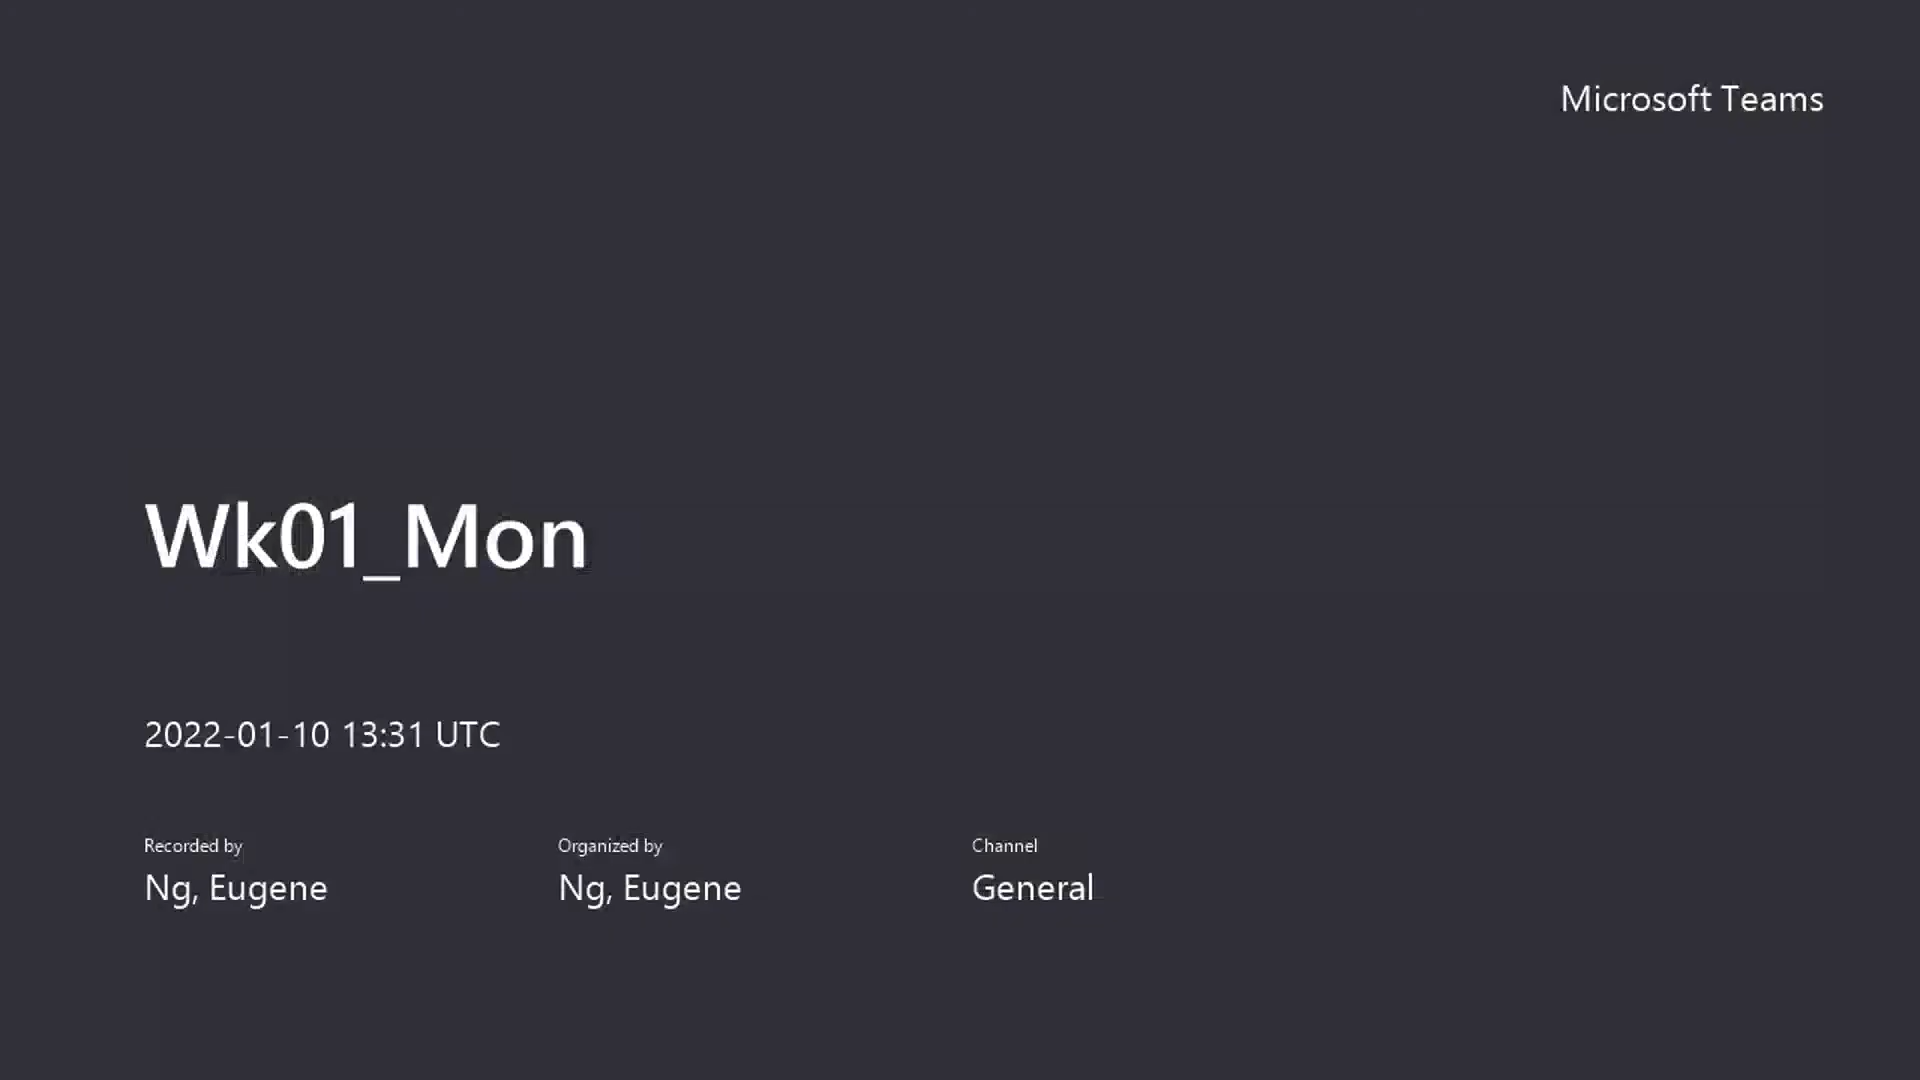 Microsoft Teams
Wk01_Mon
2022-01-10 13:31 UTC
Recorded by
Ng, Eugene
Organized by
Ng, Eugene
Channel
General